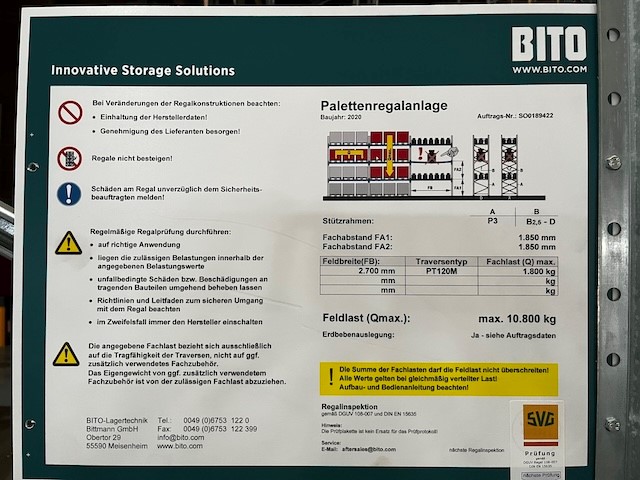 BITO
WWW.BITO.COM
Innovative Storage Solutions
Bei Veränderungen der Regalkonstruktionen beachten:
• Einhaltung der Herstellerdaten!
• Genehmigung des Lieferanten besorgen!
Regale nicht besteigen!
Schäden am Regal unverzüglich dem Sicherheits-
beauftragten melden!
Regelmäßige Regalprüfung durchführen:
• auf richtige Anwendung
• liegen die zulässigen Belastungen innerhalb der
angegebenen Belastungswerte
• unfallbedingte Schäden bzw. Beschädigungen an
tragenden Bauteilen umgehend beheben lassen
• Richtlinien und Leitfaden zum sicheren Umgang
mit dem Regal beachten
• im Zweifelsfall immer den Hersteller einschalten
Die angegebene Fachlast bezieht sich ausschließlich
auf die Tragfähigkeit der Traversen, nicht auf ggf.
zusätzlich verwendetes Fachzubehör.
Das Eigengewicht von ggf. zusätzlich verwendetem
Fachzubehör ist von der zulässigen Fachlast abzuziehen.
BITO-Lagertechnik Tel.: 0049 (0)6753 122 0
Bittmann GmbH Fax: 0049 (0)6753 122 399
Obertor 29 info@bito.com
55590 Meisenheim www.bito.com
Palettenregalanlage
Baujahr: 2020 Auftrags-Nr.: SO0189422
FA2
FA1
FB
A B
Stützrahmen: P3 B2,5 - D
Fachabstand FA1: 1.850 mm
Fachabstand FA2: 1.850 mm
Feldbreite(FB): Traversentyp Fachlast (Q) max.
2.700 mm PT120M 1.800 kg
mm kg
mm kg
Feldlast (Qmax.): max. 10.800 kg
Erdbebenauslegung: Ja - siehe Auftragsdaten
! Die Summe der Fachlasten darf die Feldlast nicht überschreiten!
Alle Werte gelten bei gleichmäßig verteilter Last!
Aufbau- und Bedienanleitung beachten!
Regalinspektion
gemäß DGUV 108-007 und DIN EN 15635
Hinweis:
Die Prüfplakette ist kein Ersatz für das Prüfprotokoll!
Service:
E-Mail: aftersales@bito.com nächste Regalinspektion
SVG
Prüfung
nächste Prüfung